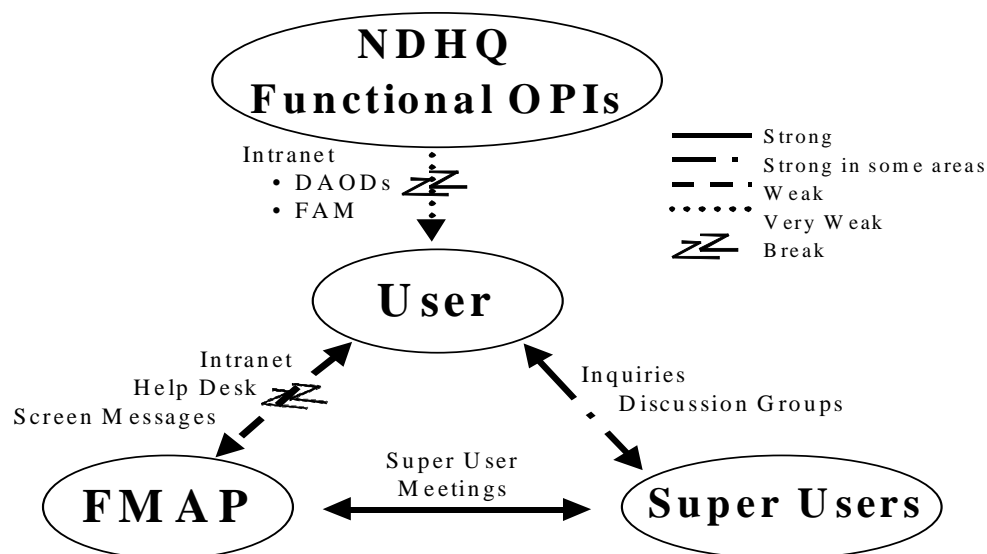 NDHQ
Functional OPIs
Intranet
• DAODs
• FAM
Strong
Strong in some areas
Weak
Very Weak
Break
User
Intranet
Help Desk
Screen Messages
Inquiries
Discussion Groups
Super User
Meetings
FMAP
Super Users